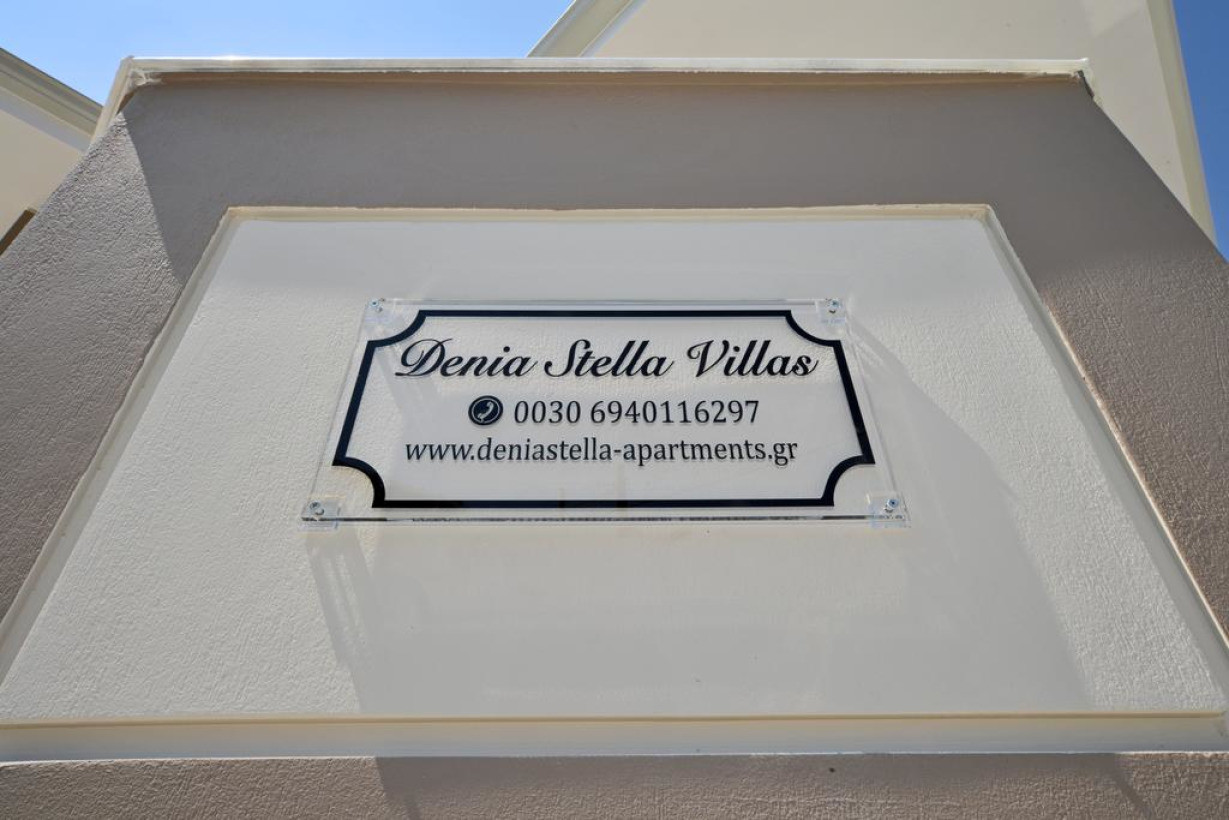 Denia Stella Villas
0030 6940116297
www.deniastella-apartments.gr